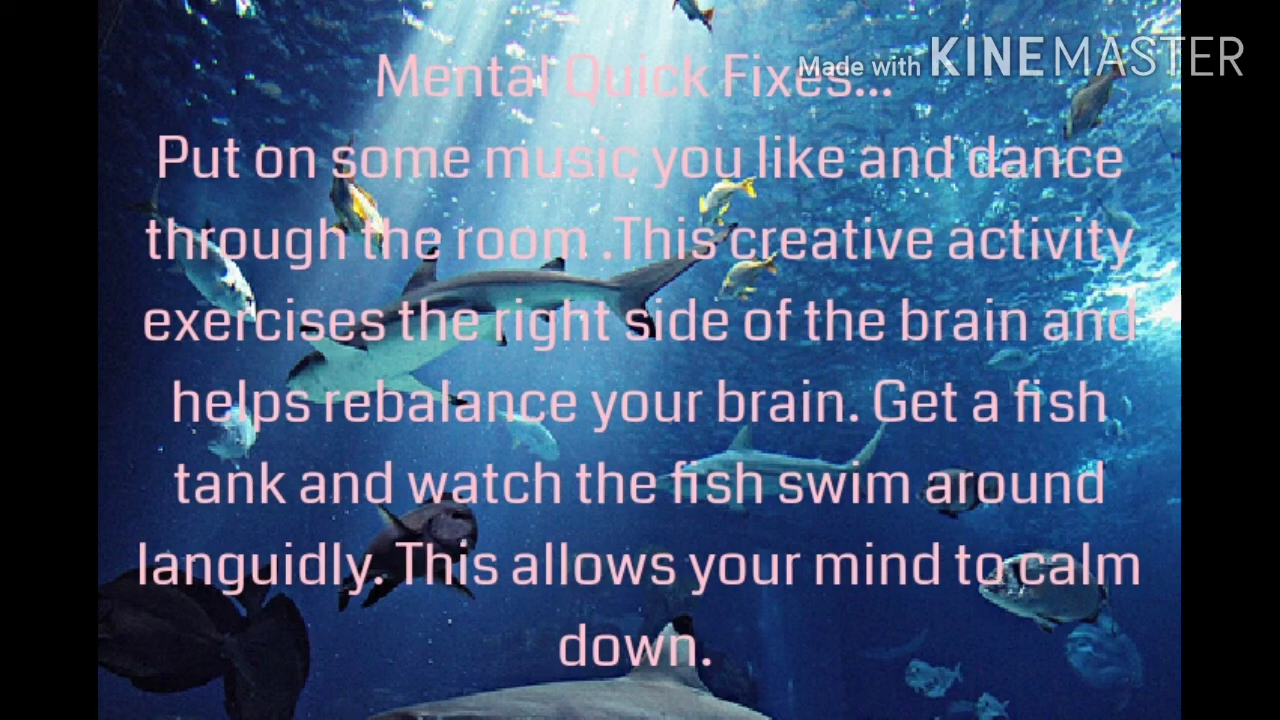 Made with KINEMASTER
Mental Quick Fixes...
Put on some music you like and dance
through the room .This creative activity
exercises the right side of the brain and
helps rebalance your brain. Get a fish
tank and watch the fish swim around
languidly. This allows your mind to calm
down.